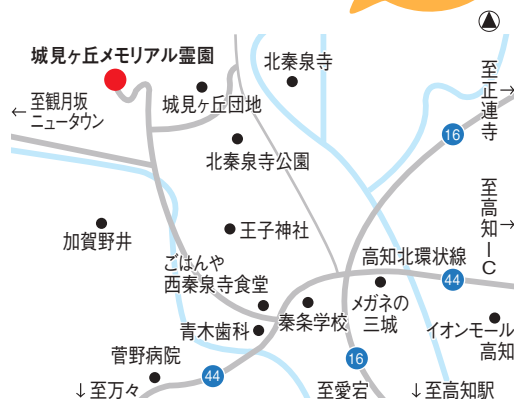 城見ヶ丘メモリアル霊園
北秦泉寺
←至観月坂
ニュータウン
城見ヶ丘団地
至正連寺→
16
北秦泉寺公園
加賀野井
王子神社
至高知IC→
ごはんや
西秦泉寺食堂
高知北環状線
44
青木歯科
秦条学校
メガネの
三城
イオンモール
高知
菅野病院
16
44
↓至万々
至愛宕
↓至高知駅